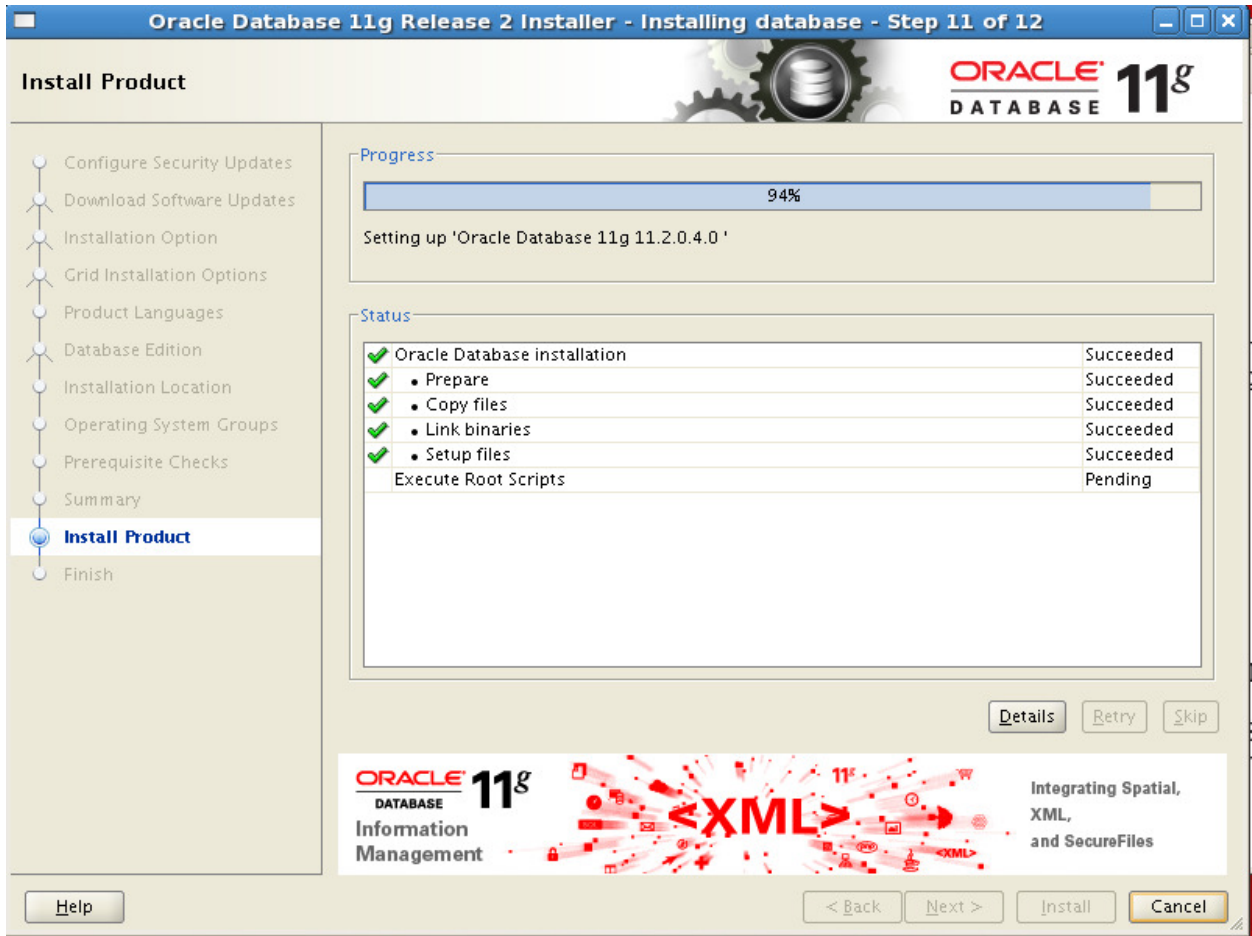 Oracle Database 11g Release 2 Installer - Installing database - Step 11 of 12
Install Product
ORACLE DATABASE 11g
Configure Security Updates
Download Software Updates
Installation Option
Grid Installation Options
Product Languages
Database Edition
Installation Location
Operating System Groups
Prerequisite Checks
Summary
Install Product
Finish
Progress
94%
Setting up 'Oracle Database 11g 11.2.0.4.0 '
Status
Oracle Database installation Succeeded
• Prepare Succeeded
• Copy files Succeeded
• Link binaries Succeeded
• Setup files Succeeded
Execute Root Scripts Pending
Details Retry Skip
ORACLE DATABASE 11g
Information
Management
11g
<XML>
php
<XML>
Integrating Spatial,
XML,
and SecureFiles
Help < Back Next > Install Cancel